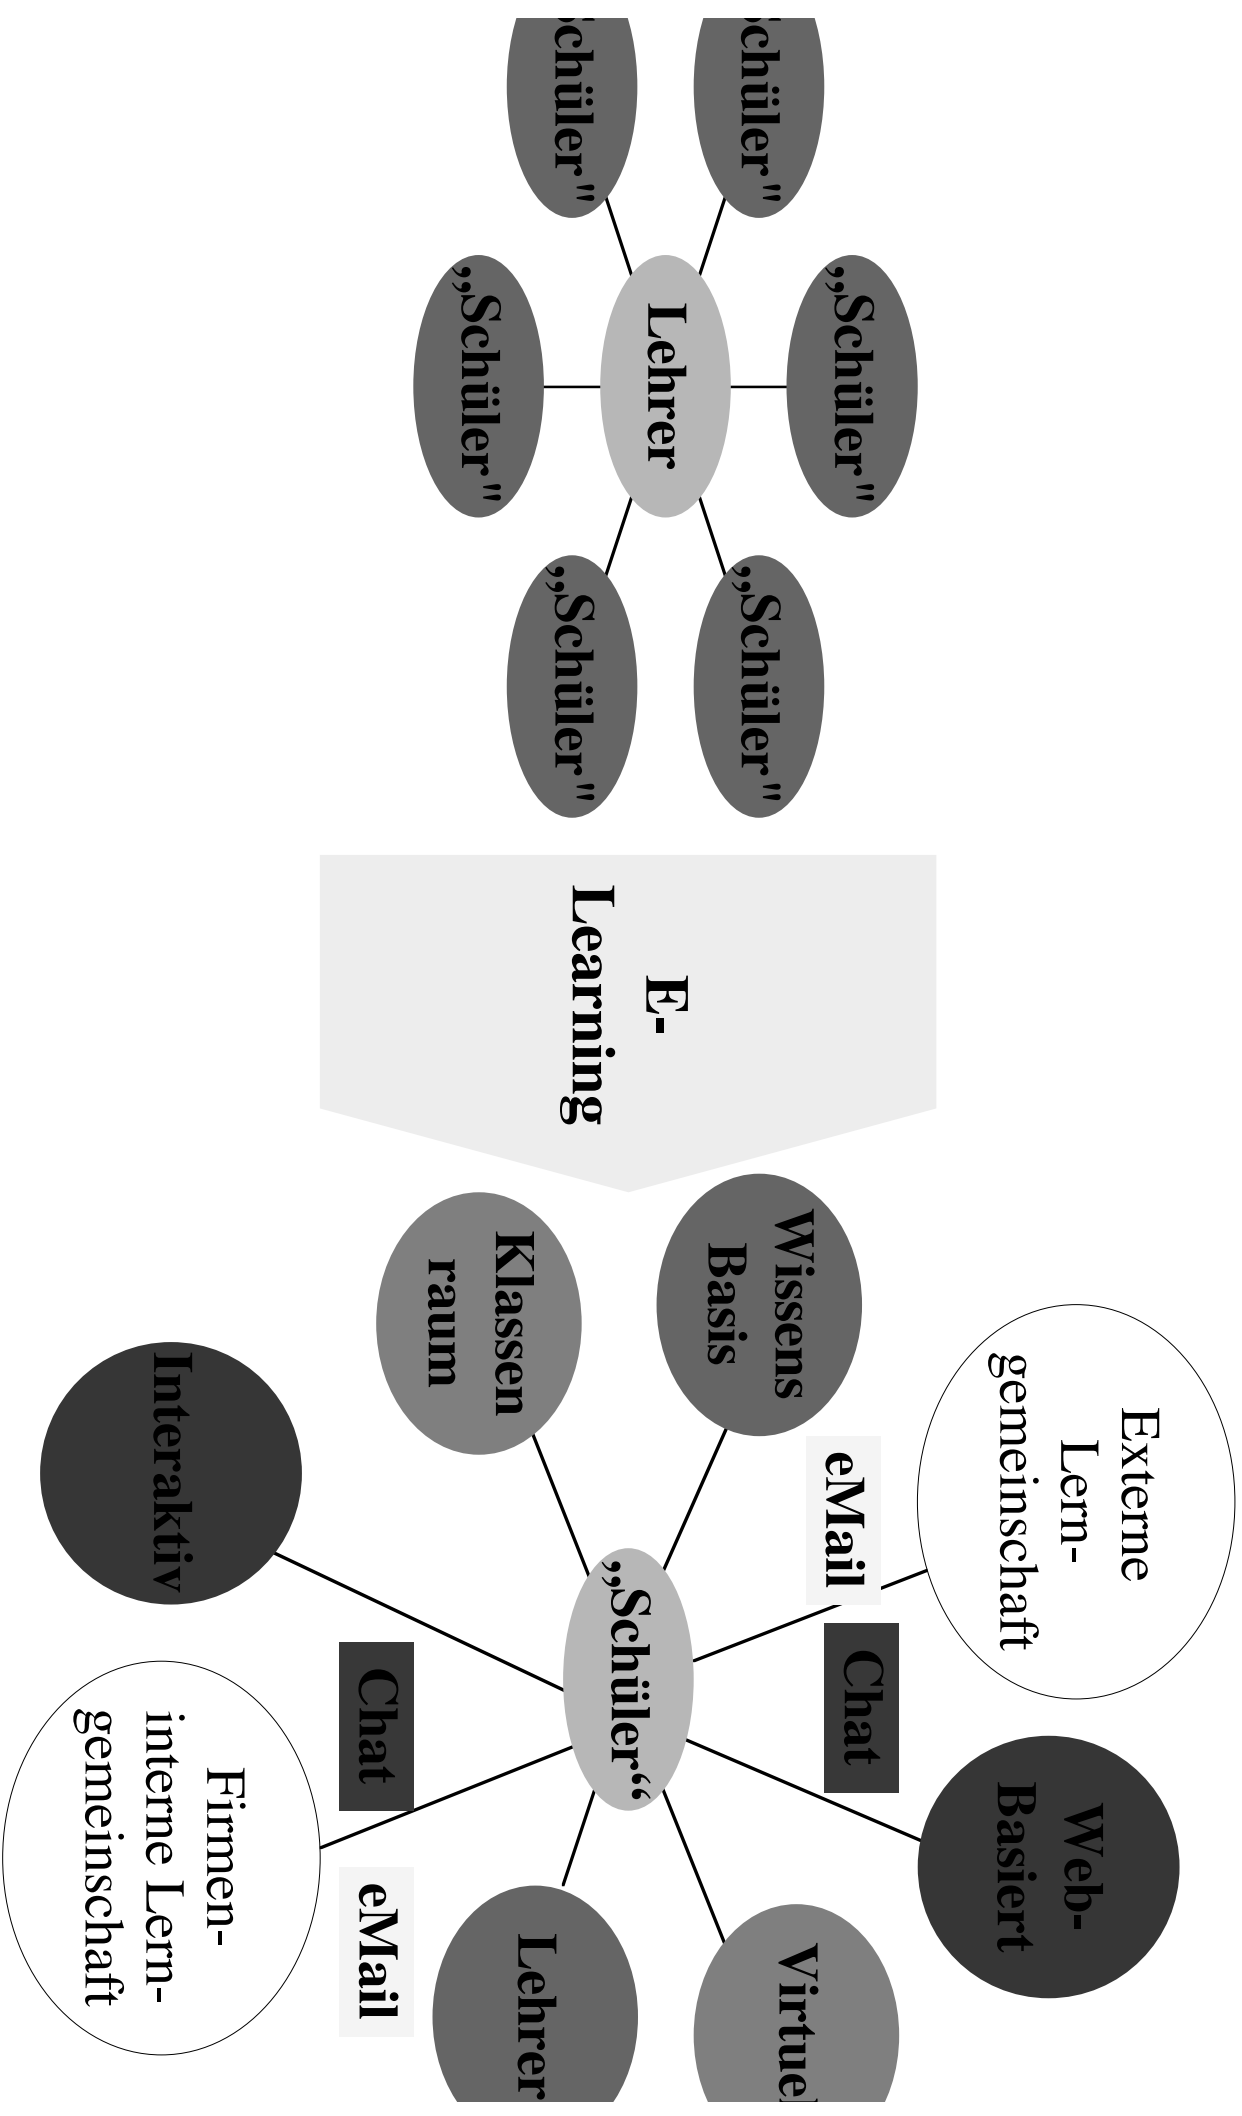 „Schüler"
Schüler"
„Schüler"
Lehrer
Schüler"
„Schüler"
„Schüler"
E-
Learning
Externe
Lern-
gemeinschaft
Web-
Basiert
eMail
Chat
Wissens
Basis
Virtuel
„Schüler“
Klassen
raum
Lehrer
Chat
eMail
Interaktiv
Firmen-
interne Lern-
gemeinschaft